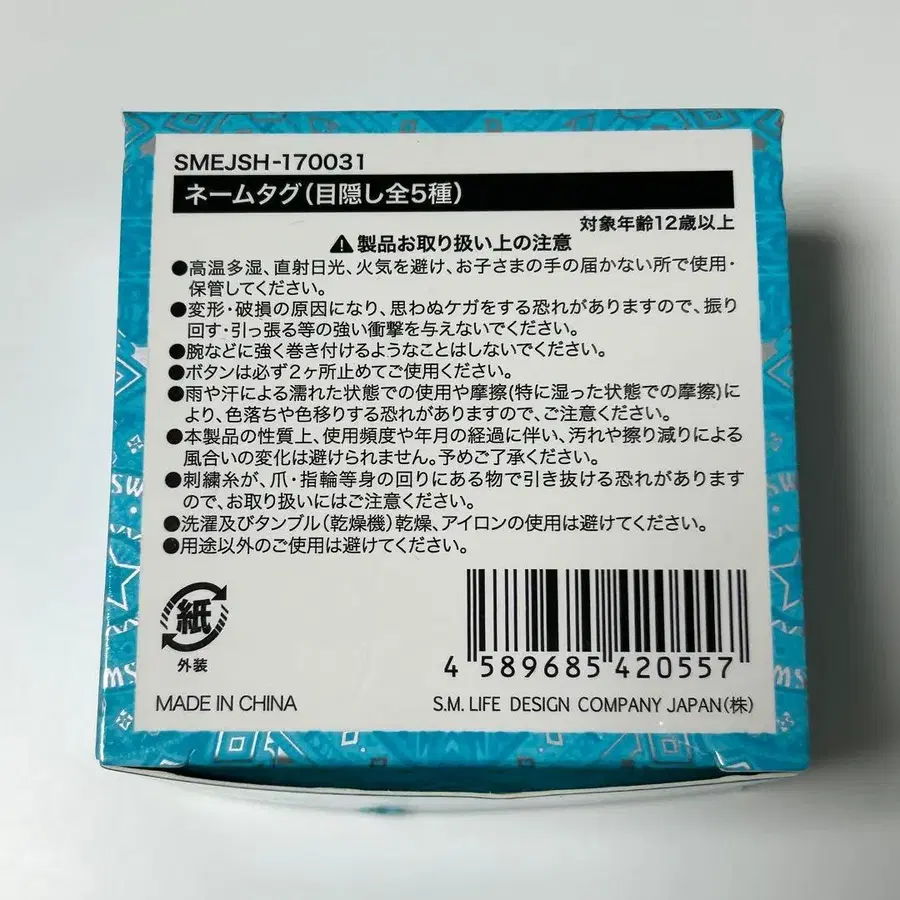 SMEJSH-170031
ネームタグ(目隠し全5種)
対象年齢12歳以上
⚠製品お取り扱い上の注意
●高温多湿、直射日光、火気を避け、お子さまの手の届かない所で使用・
保管してください。
●変形・破損の原因になり、思わぬケガをする恐れがありますので、振り
回す・引っ張る等の強い衝撃を与えないでください。
●腕などに強く巻き付けるようなことはしないでください。
●ボタンは必ず2ヶ所止めてご使用ください。
●雨や汗による濡れた状態での使用や摩擦(特に湿った状態での摩擦)に
より、色落ちや色移りする恐れがありますので、ご注意ください。
●本製品の性質上、使用頻度や年月の経過に伴い、汚れや擦り減りによる
風合いの変化は避けられません。予めご了承ください。
●刺繍糸が、爪・指輪等身の回りにある物で引き抜ける恐れがあります
ので、お取り扱いにはご注意ください。
●洗濯及びタンブル(乾燥機)乾燥、アイロンの使用は避けてください。
●用途以外のご使用は避けてください。
紙
外装
4 589685 420557
MADE IN CHINA
S.M. LIFE DESIGN COMPANY JAPAN(株)